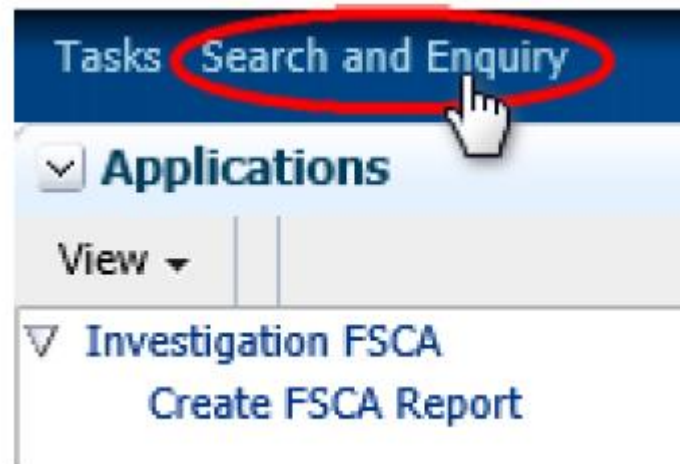 Tasks Search and Enquiry
Applications
View
Investigation FSCA
Create FSCA Report